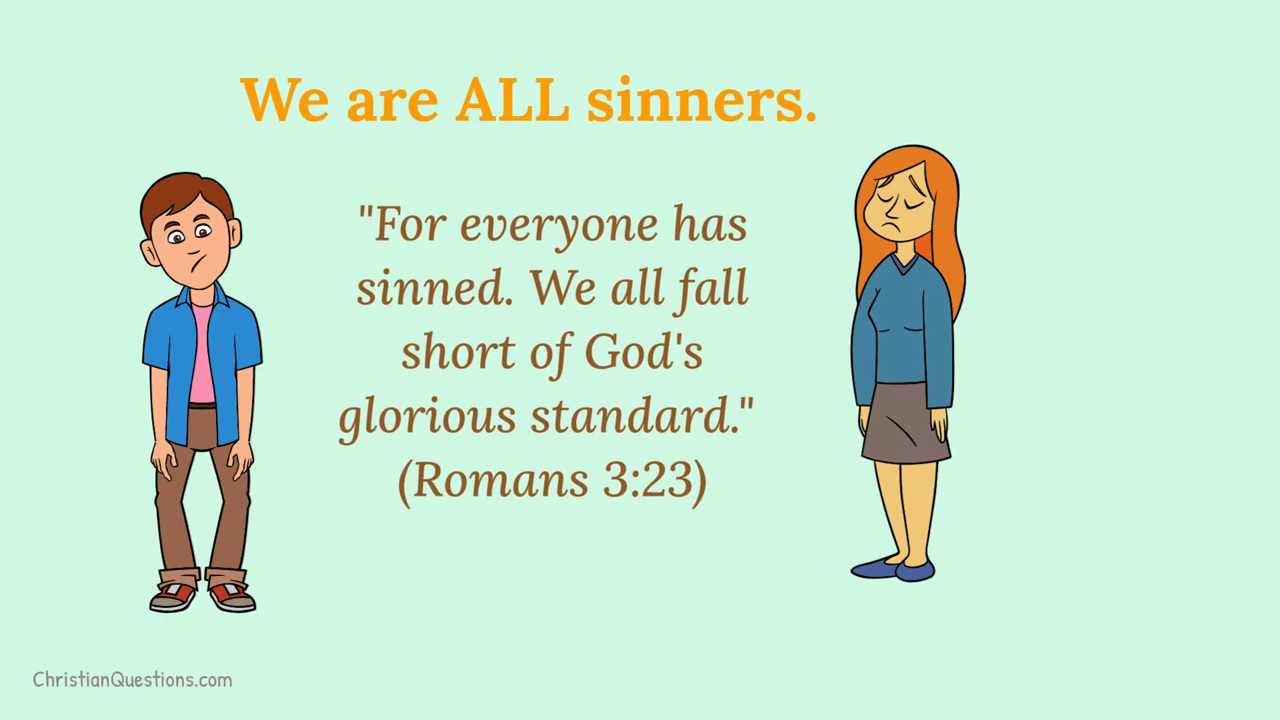 We are ALL sinners.
"For everyone has
sinned. We all fall
short of God's
glorious standard."
(Romans 3:23)
ChristianQuestions.com